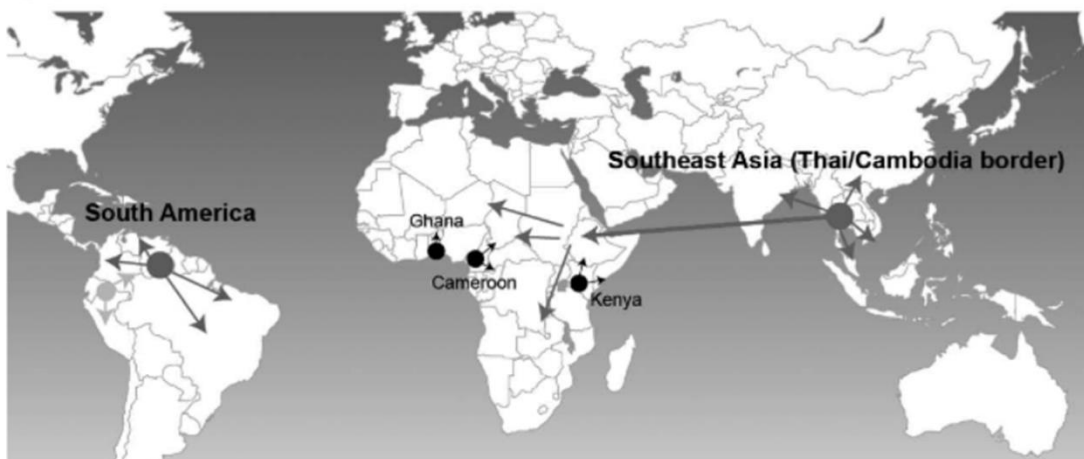 Southeast Asia (Thai/Cambodia border)
South America
Ghana
Cameroon
Kenya